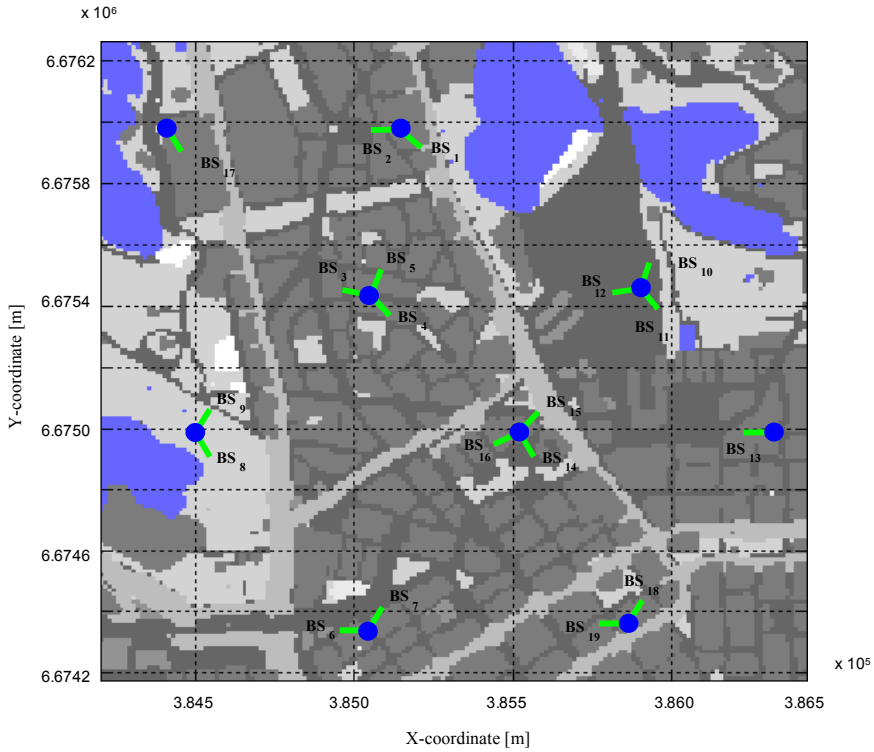 x 10⁶
6.6762
6.6758
6.6754
6.6750
6.6746
6.6742
Y-coordinate [m]
BS 17
BS 2
BS 1
BS 3
BS 5
BS 4
BS 10
BS 12
BS 11
BS 9
BS 8
BS 15
BS 16
BS 14
BS 13
BS 7
BS 6
BS 18
BS 19
x 10⁵
3.845
3.850
3.855
3.860
3.865
X-coordinate [m]